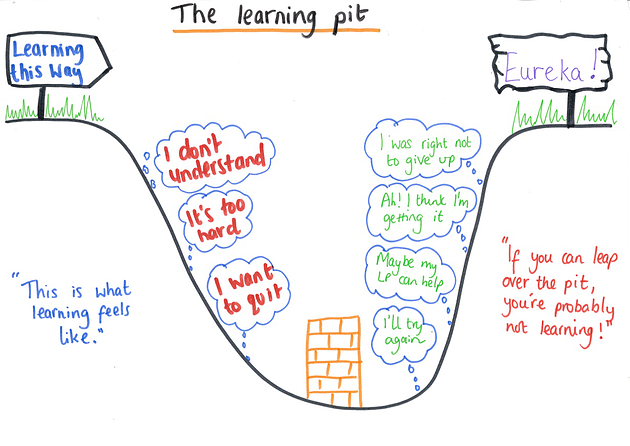 The learning pit
Learning
this way
Eureka!
I don't
understand
It's too
hard
I want
to quit
I was right not
to give up
Ah! I think I'm
getting it
Maybe my
LP can help
I'll try
again
"This is what
learning feels
like."
"If you can leap
over the pit,
you're probably
not learning!"